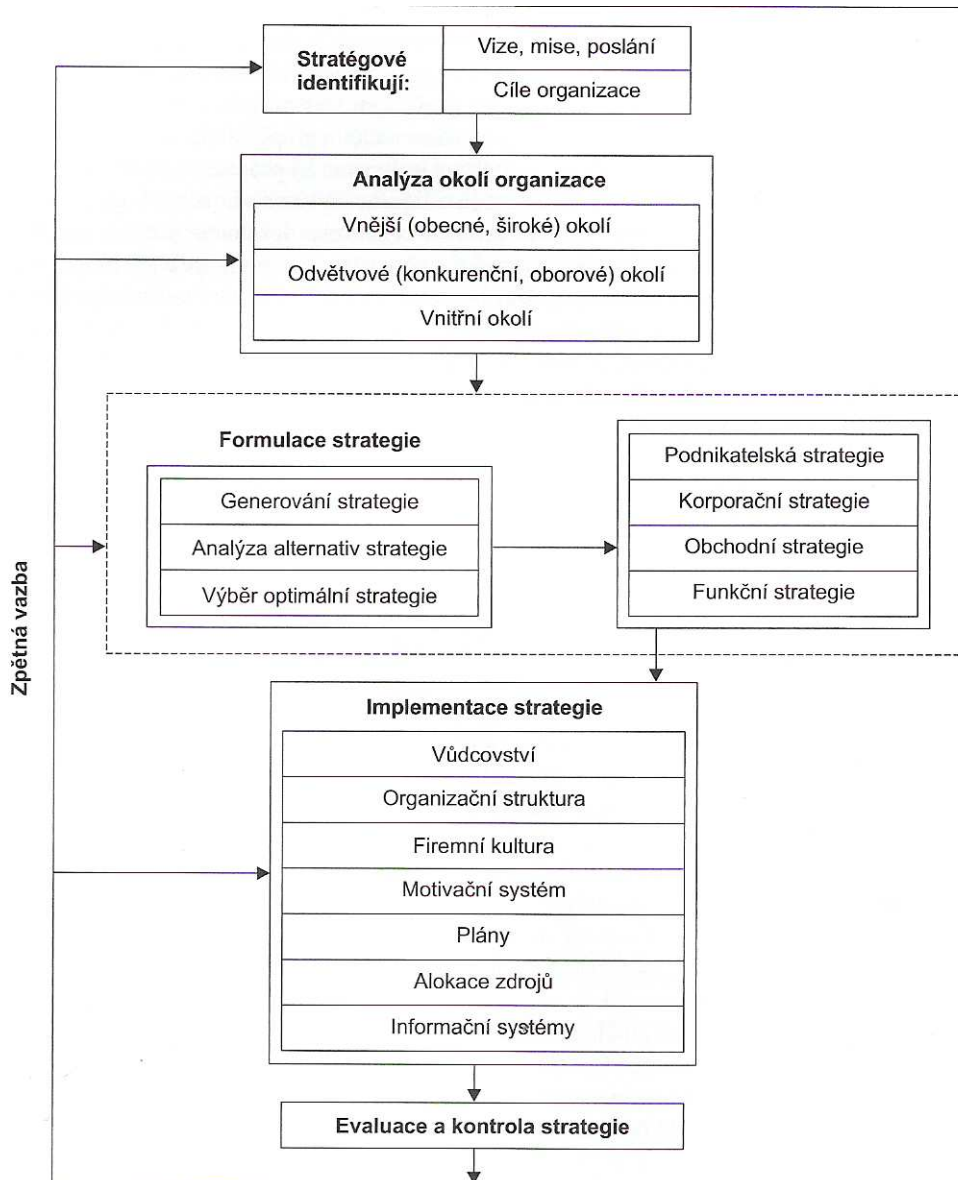 Stratégové
identifikují:
Vize, mise, poslání
Cíle organizace
Analýza okolí organizace
Vnější (obecné, široké) okolí
Odvětvové (konkurenční, oborové) okolí
Vnitřní okolí
Formulace strategie
Generování strategie
Analýza alternativ strategie
Výběr optimální strategie
Podnikatelská strategie
Korporační strategie
Obchodní strategie
Funkční strategie
Zpětná vazba
Implementace strategie
Vůdcovství
Organizační struktura
Firemní kultura
Motivační systém
Plány
Alokace zdrojů
Informační systémy
Evaluace a kontrola strategie